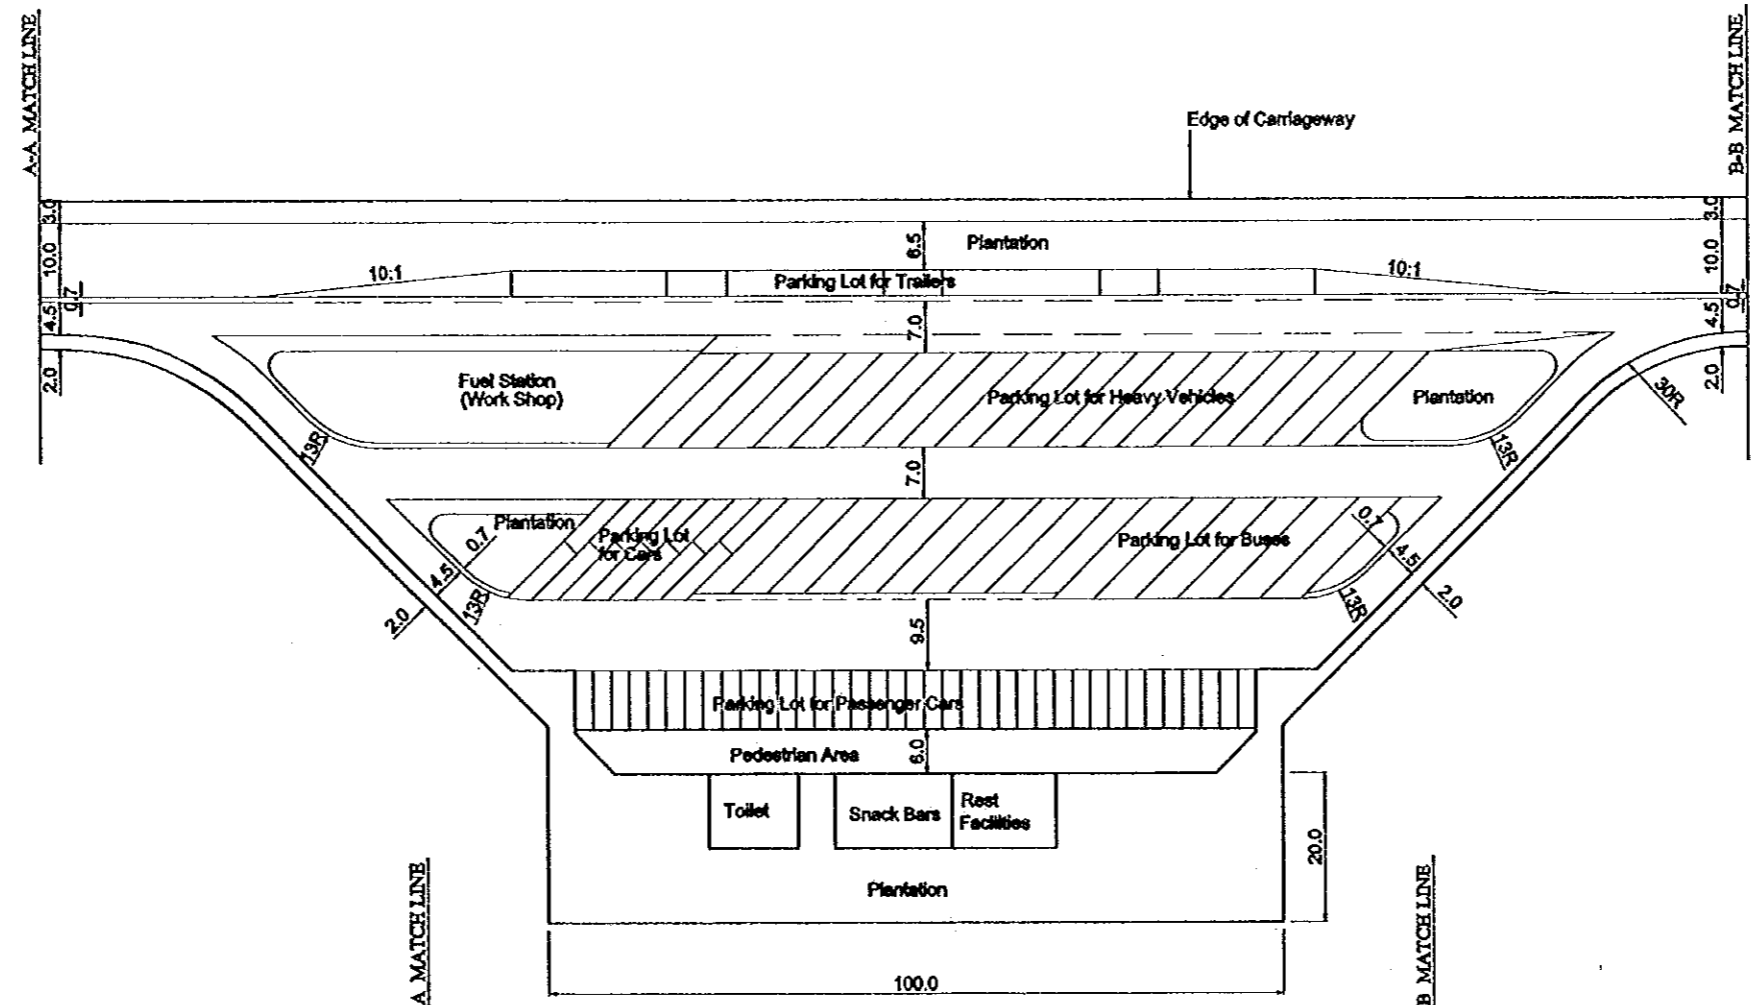 A-A MATCH LINE
B-B MATCH LINE
Edge of Carriageway
3.0
3.0
10.0
6.5
Plantation
10.0
10:1
Parking Lot for Trailers
10:1
0.7
0.7
4.5
7.0
4.5
2.0
Fuel Station
(Work Shop)
Parking Lot for Heavy Vehicles
Plantation
2.0
30R
13R
13R
7.0
Plantation
0.7
Parking Lot
for Cars
Parking Lot for Buses
0.7
4.5
4.5
2.0
13R
13R
2.0
9.5
Parking Lot for Passenger Cars
Pedestrian Area
6.0
Toilet
Snack Bars
Rest
Facilities
20.0
Plantation
A MATCH LINE
B MATCH LINE
100.0